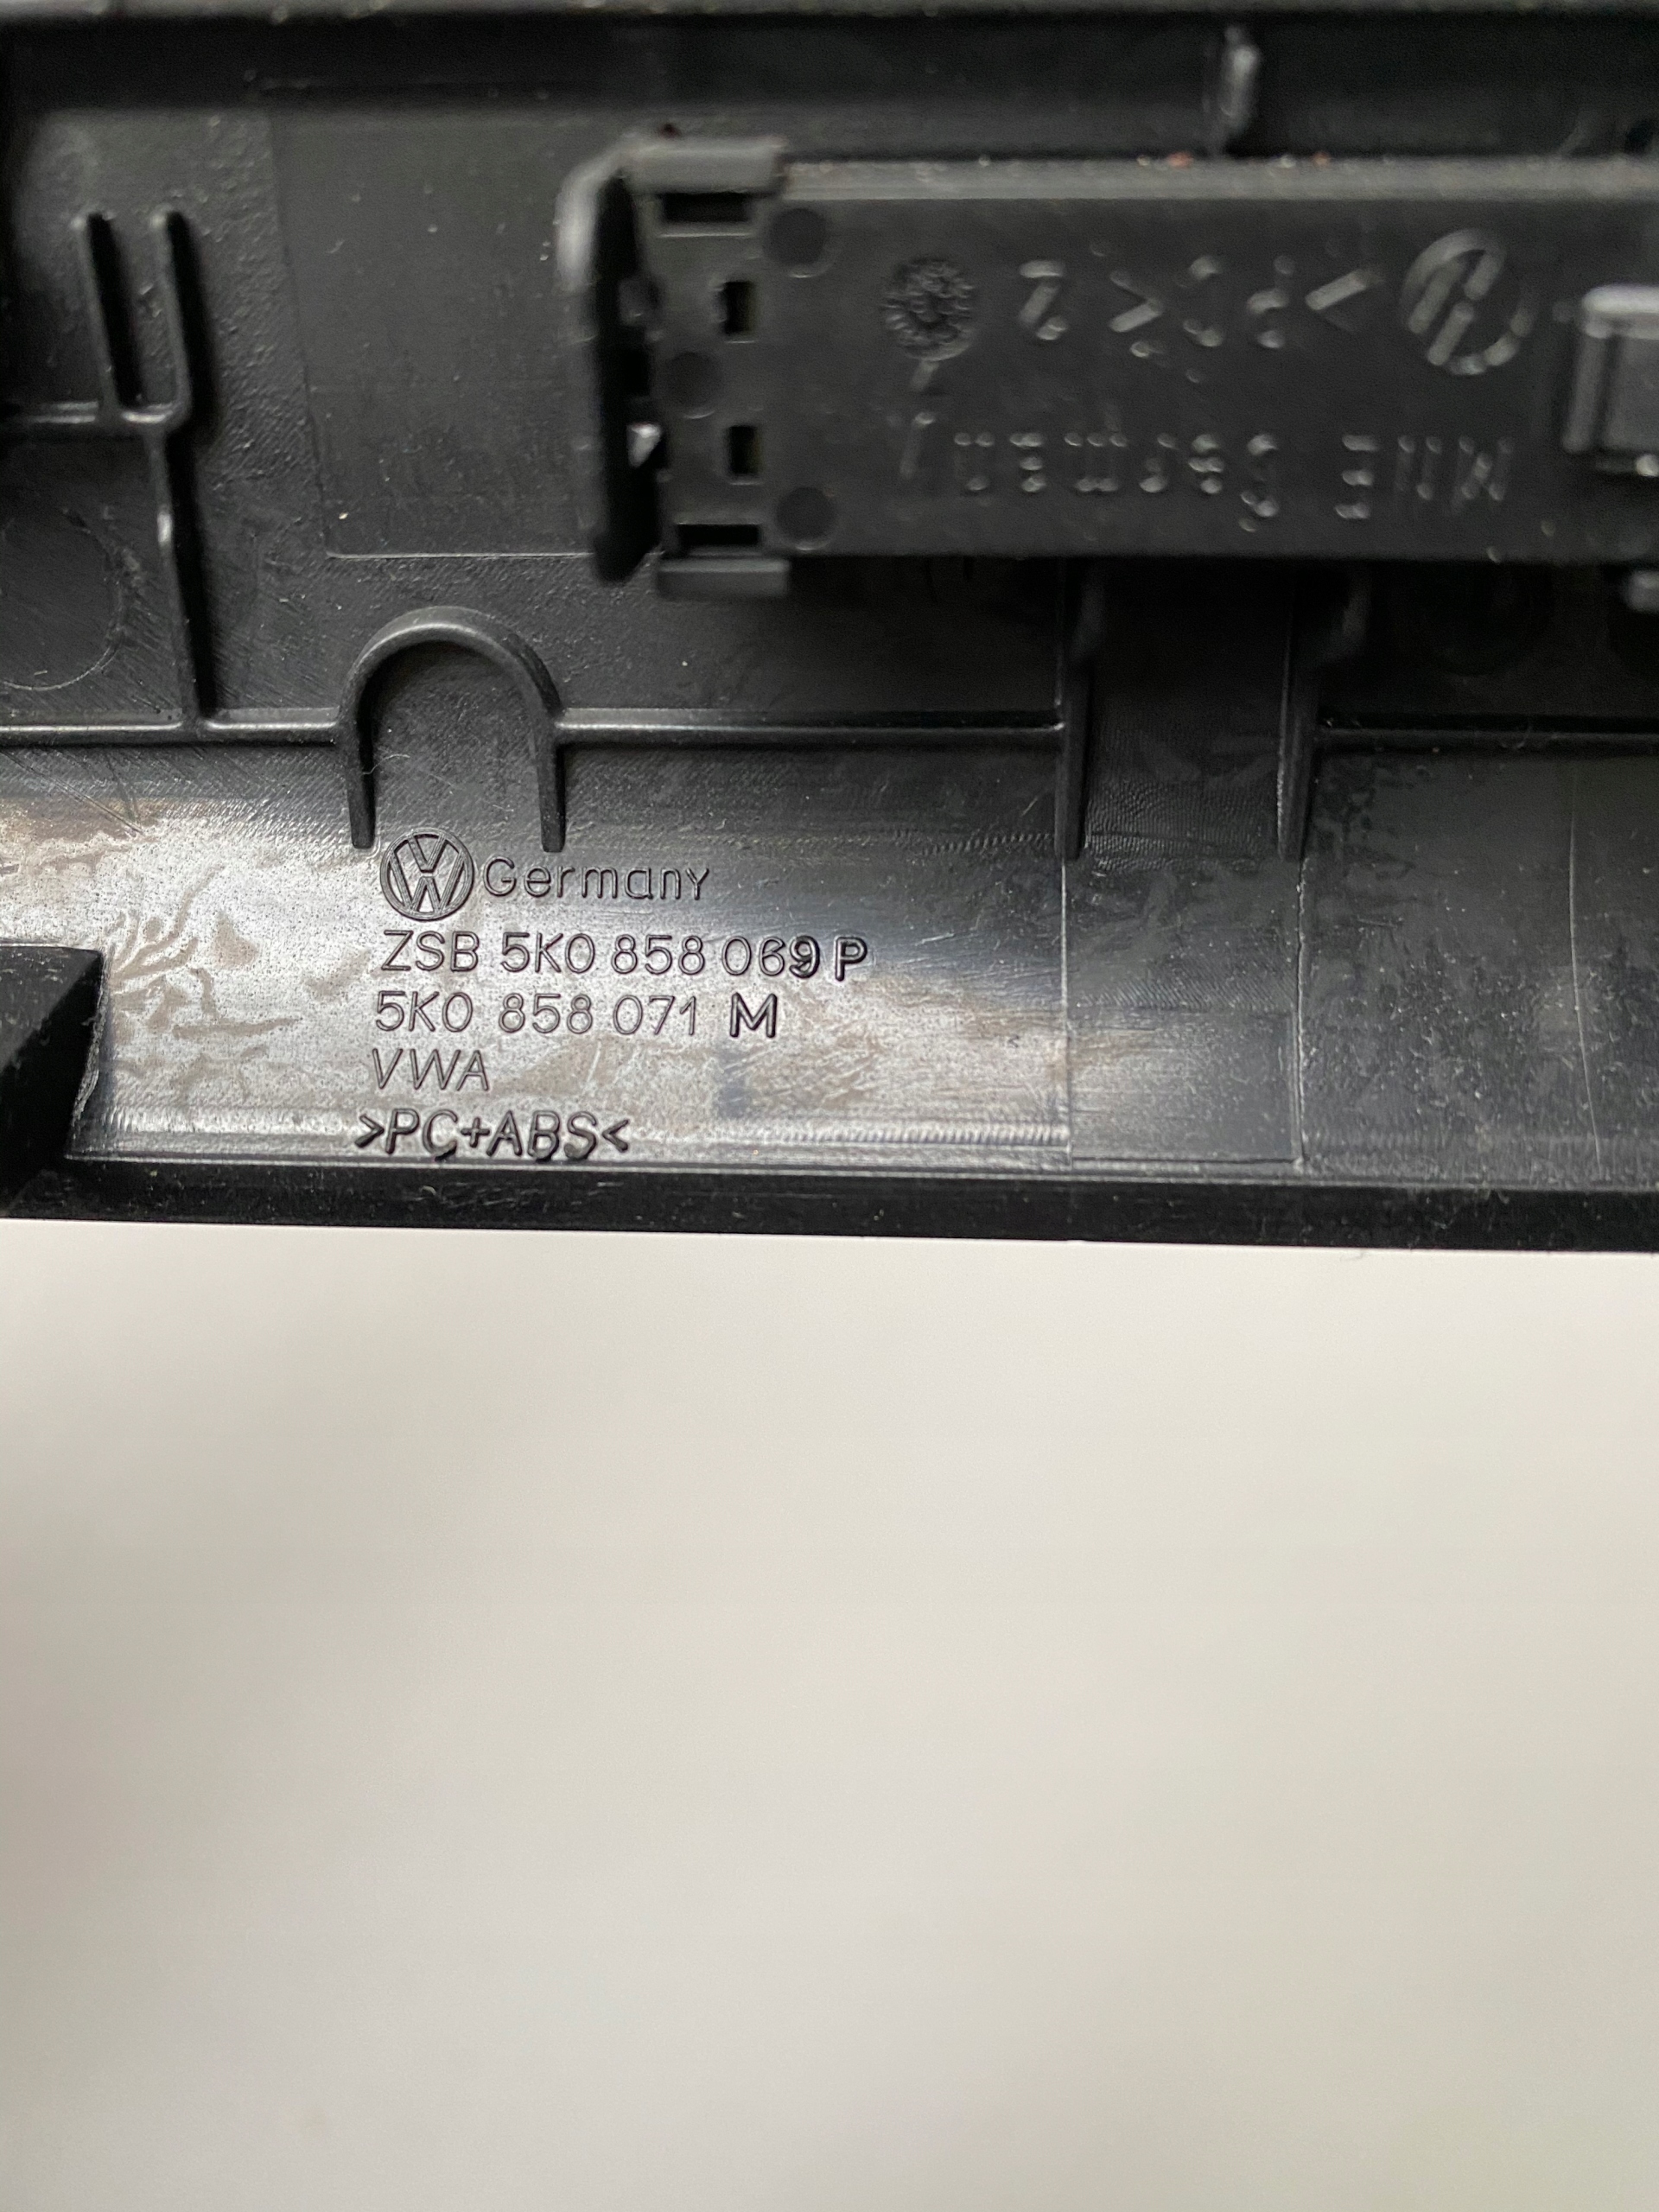 Germany
ZSB 5K0 858 069 P
5K0 858 071 M
VWA
>PC+ABS<